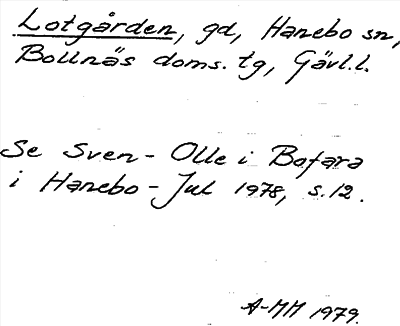 Lotgården, gd, Hanebo sn,
Bollnäs doms. tg, Gävl.l.
Se Sven-Olle i Bofara
i Hanebo - Jul 1978, s.12.
A-MM 1979.